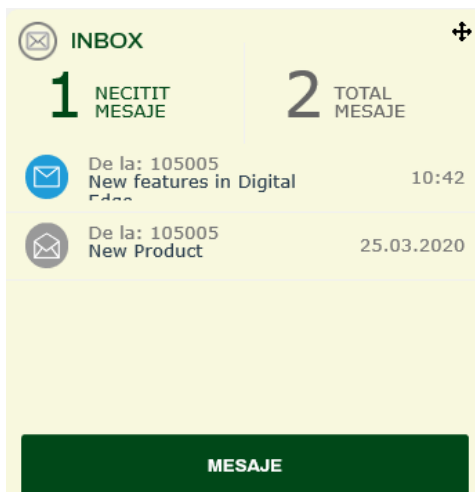 INBOX
1 NECITIT MESAJE
2 TOTAL MESAJE
De la: 105005
New features in Digital
Edge
10:42
De la: 105005
New Product
25.03.2020
MESAJE